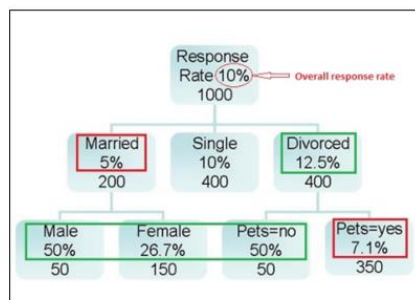 Response
Rate 10%
Overall response rate
1000
Married
5%
200
Single
10%
400
Divorced
12.5%
400
Male
50%
50
Female
26.7%
150
Pets=no
50%
50
Pets=yes
7.1%
350